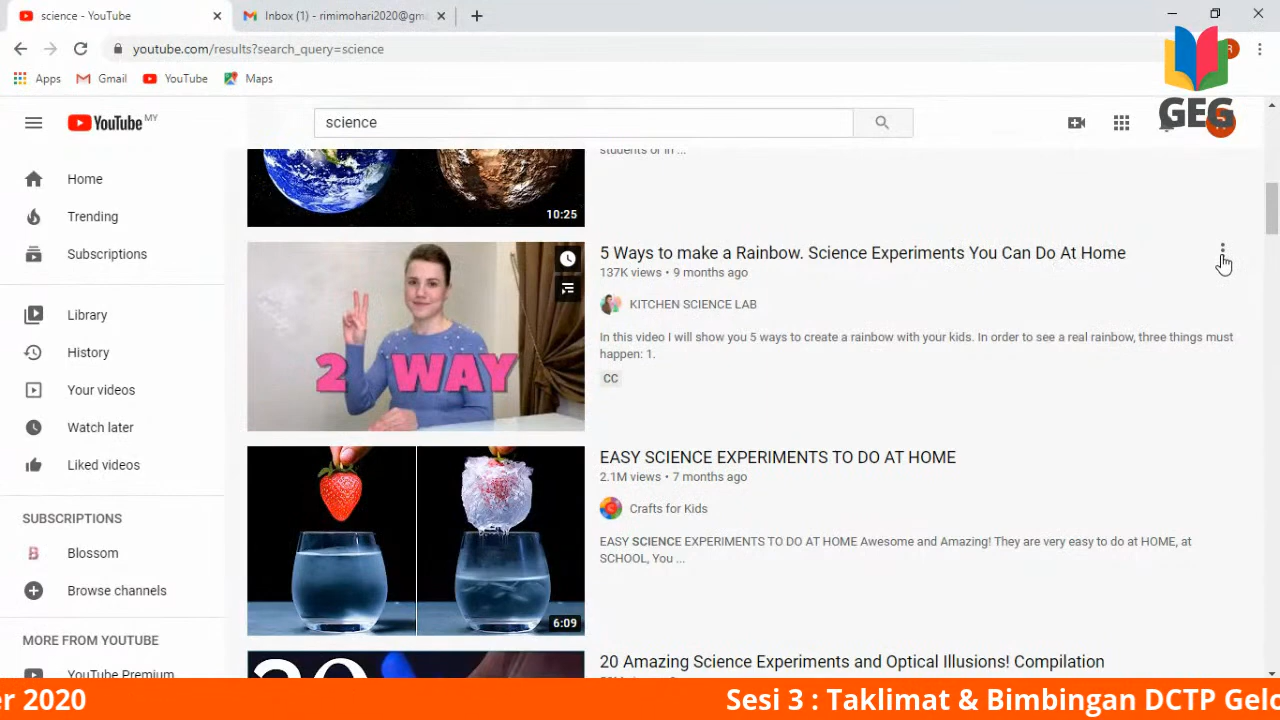 science - YouTube
Inbox (1) - rimimohari2020@gm
youtube.com/results?search_query=science
Apps
Gmail
YouTube
Maps
GEG
YouTube MY
science
Home
Trending
Subscriptions
Library
History
Your videos
Watch later
Liked videos
SUBSCRIPTIONS
Blossom
Browse channels
MORE FROM YOUTUBE
YouTube Premium
students or in ...
10:25
5 Ways to make a Rainbow. Science Experiments You Can Do At Home
137K views • 9 months ago
KITCHEN SCIENCE LAB
In this video I will show you 5 ways to create a rainbow with your kids. In order to see a real rainbow, three things must
happen: 1.
CC
2 WAY
EASY SCIENCE EXPERIMENTS TO DO AT HOME
2.1M views • 7 months ago
Crafts for Kids
EASY SCIENCE EXPERIMENTS TO DO AT HOME Awesome and Amazing! They are very easy to do at HOME, at
SCHOOL, You ...
6:09
20 Amazing Science Experiments and Optical Illusions! Compilation
20
er 2020
Sesi 3 : Taklimat & Bimbingan DCTP Gelo